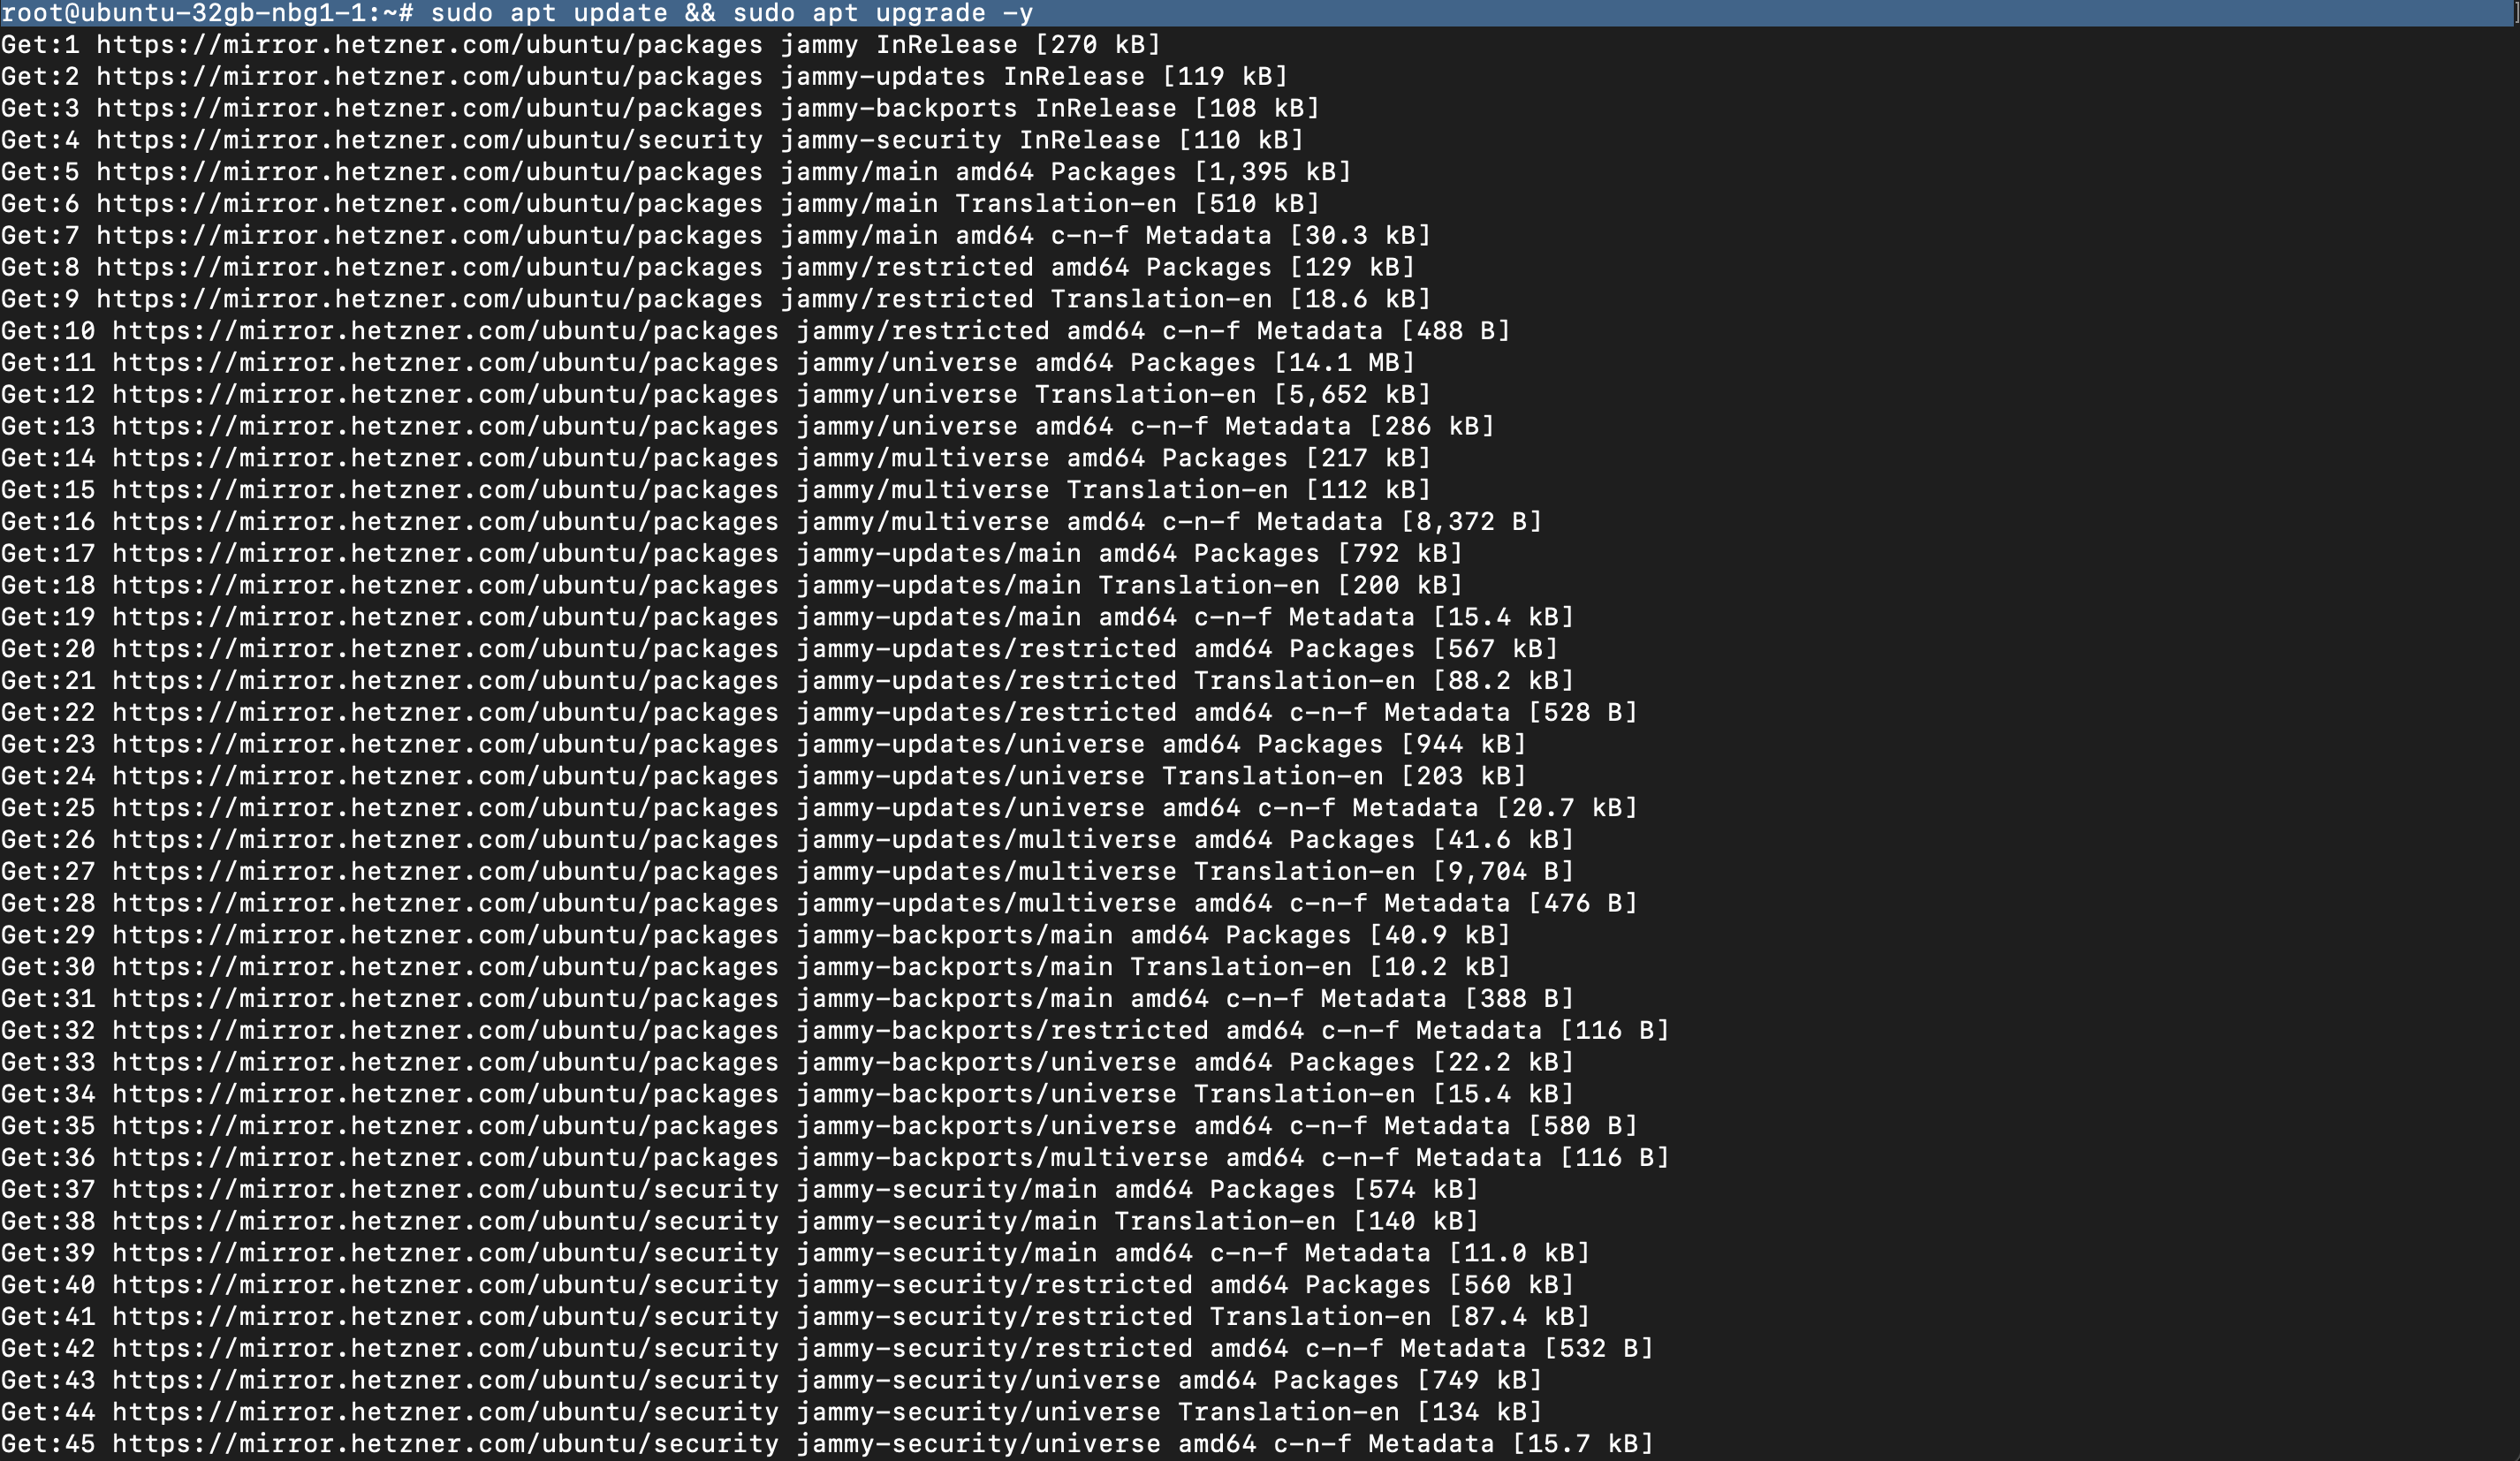 root@ubuntu-32gb-nbg1-1:~# sudo apt update && sudo apt upgrade -y
Get:1 https://mirror.hetzner.com/ubuntu/packages jammy InRelease [270 kB]
Get:2 https://mirror.hetzner.com/ubuntu/packages jammy-updates InRelease [119 kB]
Get:3 https://mirror.hetzner.com/ubuntu/packages jammy-backports InRelease [108 kB]
Get:4 https://mirror.hetzner.com/ubuntu/security jammy-security InRelease [110 kB]
Get:5 https://mirror.hetzner.com/ubuntu/packages jammy/main amd64 Packages [1,395 kB]
Get:6 https://mirror.hetzner.com/ubuntu/packages jammy/main Translation-en [510 kB]
Get:7 https://mirror.hetzner.com/ubuntu/packages jammy/main amd64 c-n-f Metadata [30.3 kB]
Get:8 https://mirror.hetzner.com/ubuntu/packages jammy/restricted amd64 Packages [129 kB]
Get:9 https://mirror.hetzner.com/ubuntu/packages jammy/restricted Translation-en [18.6 kB]
Get:10 https://mirror.hetzner.com/ubuntu/packages jammy/restricted amd64 c-n-f Metadata [488 B]
Get:11 https://mirror.hetzner.com/ubuntu/packages jammy/universe amd64 Packages [14.1 MB]
Get:12 https://mirror.hetzner.com/ubuntu/packages jammy/universe Translation-en [5,652 kB]
Get:13 https://mirror.hetzner.com/ubuntu/packages jammy/universe amd64 c-n-f Metadata [286 kB]
Get:14 https://mirror.hetzner.com/ubuntu/packages jammy/multiverse amd64 Packages [217 kB]
Get:15 https://mirror.hetzner.com/ubuntu/packages jammy/multiverse Translation-en [112 kB]
Get:16 https://mirror.hetzner.com/ubuntu/packages jammy/multiverse amd64 c-n-f Metadata [8,372 B]
Get:17 https://mirror.hetzner.com/ubuntu/packages jammy-updates/main amd64 Packages [792 kB]
Get:18 https://mirror.hetzner.com/ubuntu/packages jammy-updates/main Translation-en [200 kB]
Get:19 https://mirror.hetzner.com/ubuntu/packages jammy-updates/main amd64 c-n-f Metadata [15.4 kB]
Get:20 https://mirror.hetzner.com/ubuntu/packages jammy-updates/restricted amd64 Packages [567 kB]
Get:21 https://mirror.hetzner.com/ubuntu/packages jammy-updates/restricted Translation-en [88.2 kB]
Get:22 https://mirror.hetzner.com/ubuntu/packages jammy-updates/restricted amd64 c-n-f Metadata [528 B]
Get:23 https://mirror.hetzner.com/ubuntu/packages jammy-updates/universe amd64 Packages [944 kB]
Get:24 https://mirror.hetzner.com/ubuntu/packages jammy-updates/universe Translation-en [203 kB]
Get:25 https://mirror.hetzner.com/ubuntu/packages jammy-updates/universe amd64 c-n-f Metadata [20.7 kB]
Get:26 https://mirror.hetzner.com/ubuntu/packages jammy-updates/multiverse amd64 Packages [41.6 kB]
Get:27 https://mirror.hetzner.com/ubuntu/packages jammy-updates/multiverse Translation-en [9,704 B]
Get:28 https://mirror.hetzner.com/ubuntu/packages jammy-updates/multiverse amd64 c-n-f Metadata [476 B]
Get:29 https://mirror.hetzner.com/ubuntu/packages jammy-backports/main amd64 Packages [40.9 kB]
Get:30 https://mirror.hetzner.com/ubuntu/packages jammy-backports/main Translation-en [10.2 kB]
Get:31 https://mirror.hetzner.com/ubuntu/packages jammy-backports/main amd64 c-n-f Metadata [388 B]
Get:32 https://mirror.hetzner.com/ubuntu/packages jammy-backports/restricted amd64 c-n-f Metadata [116 B]
Get:33 https://mirror.hetzner.com/ubuntu/packages jammy-backports/universe amd64 Packages [22.2 kB]
Get:34 https://mirror.hetzner.com/ubuntu/packages jammy-backports/universe Translation-en [15.4 kB]
Get:35 https://mirror.hetzner.com/ubuntu/packages jammy-backports/universe amd64 c-n-f Metadata [580 B]
Get:36 https://mirror.hetzner.com/ubuntu/packages jammy-backports/multiverse amd64 c-n-f Metadata [116 B]
Get:37 https://mirror.hetzner.com/ubuntu/security jammy-security/main amd64 Packages [574 kB]
Get:38 https://mirror.hetzner.com/ubuntu/security jammy-security/main Translation-en [140 kB]
Get:39 https://mirror.hetzner.com/ubuntu/security jammy-security/main amd64 c-n-f Metadata [11.0 kB]
Get:40 https://mirror.hetzner.com/ubuntu/security jammy-security/restricted amd64 Packages [560 kB]
Get:41 https://mirror.hetzner.com/ubuntu/security jammy-security/restricted Translation-en [87.4 kB]
Get:42 https://mirror.hetzner.com/ubuntu/security jammy-security/restricted amd64 c-n-f Metadata [532 B]
Get:43 https://mirror.hetzner.com/ubuntu/security jammy-security/universe amd64 Packages [749 kB]
Get:44 https://mirror.hetzner.com/ubuntu/security jammy-security/universe Translation-en [134 kB]
Get:45 https://mirror.hetzner.com/ubuntu/security jammy-security/universe amd64 c-n-f Metadata [15.7 kB]